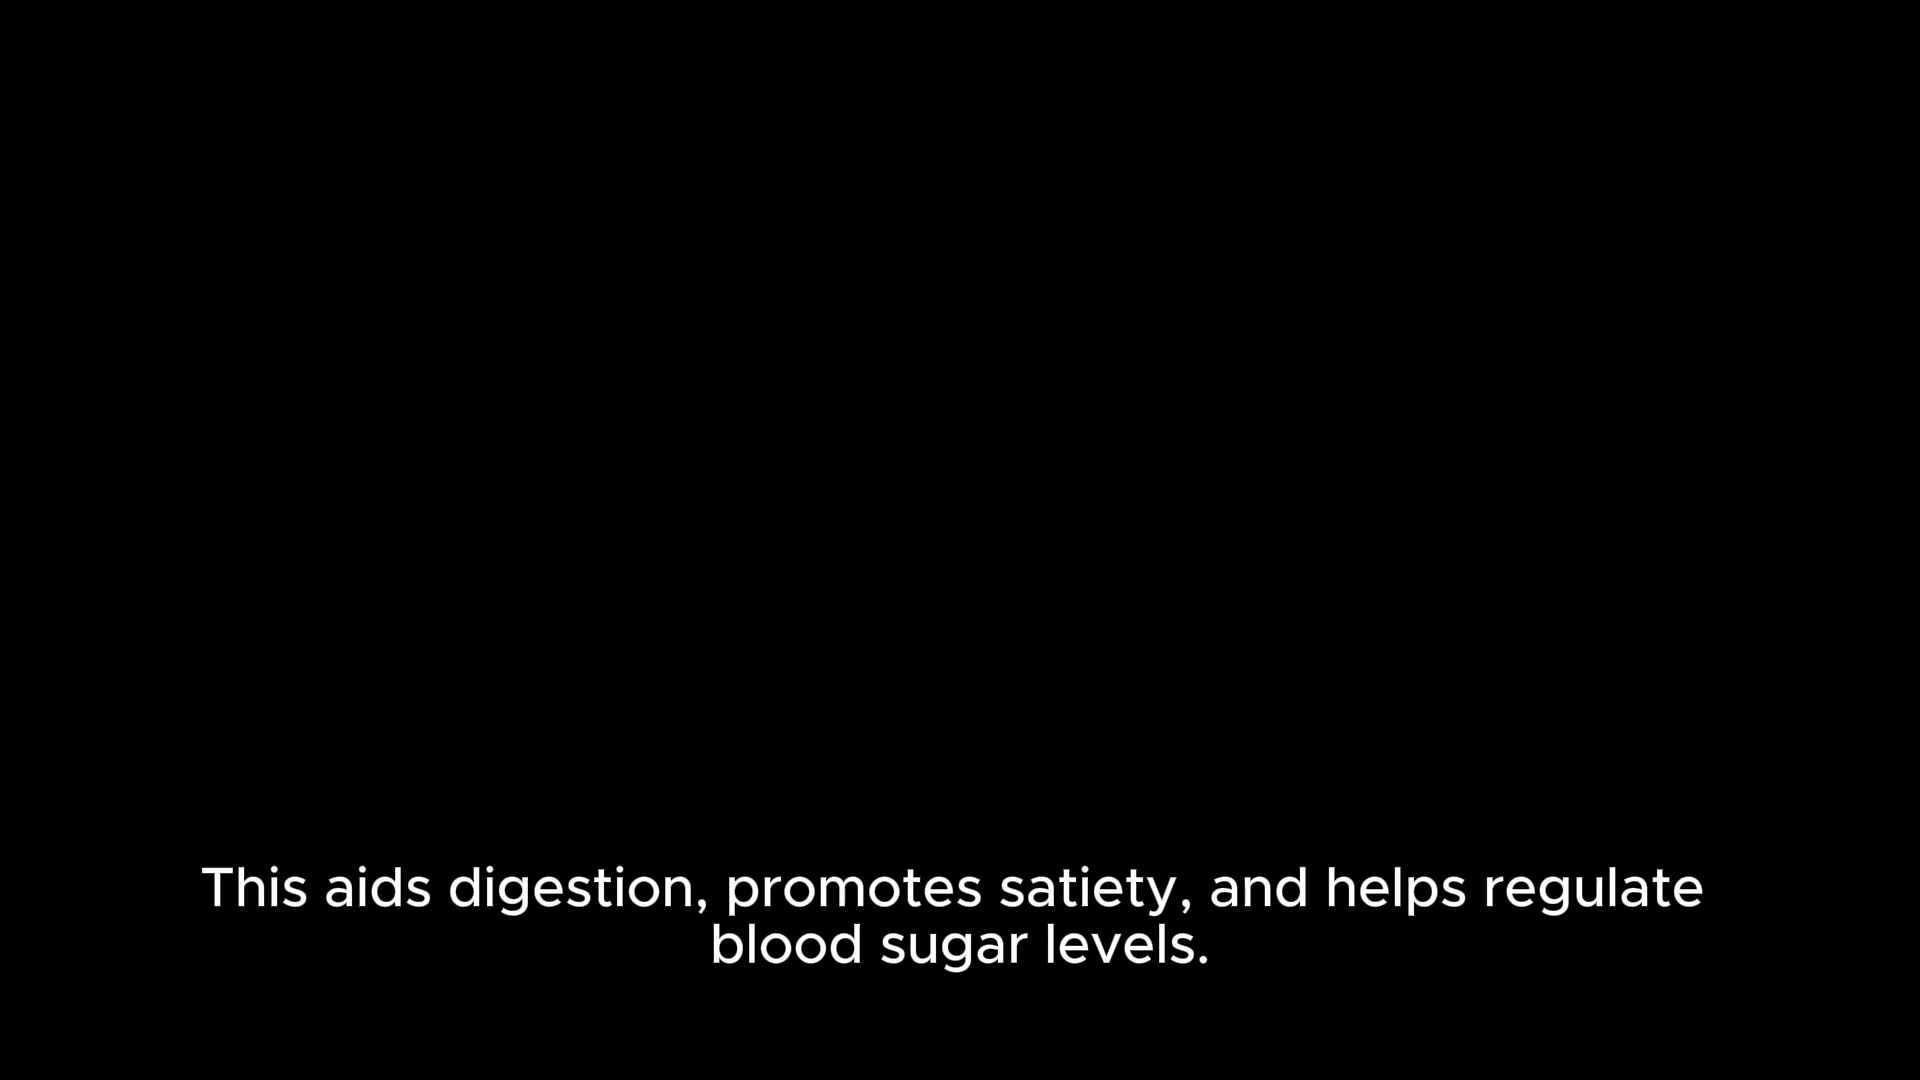 This aids digestion, promotes satiety, and helps regulate
blood sugar levels.